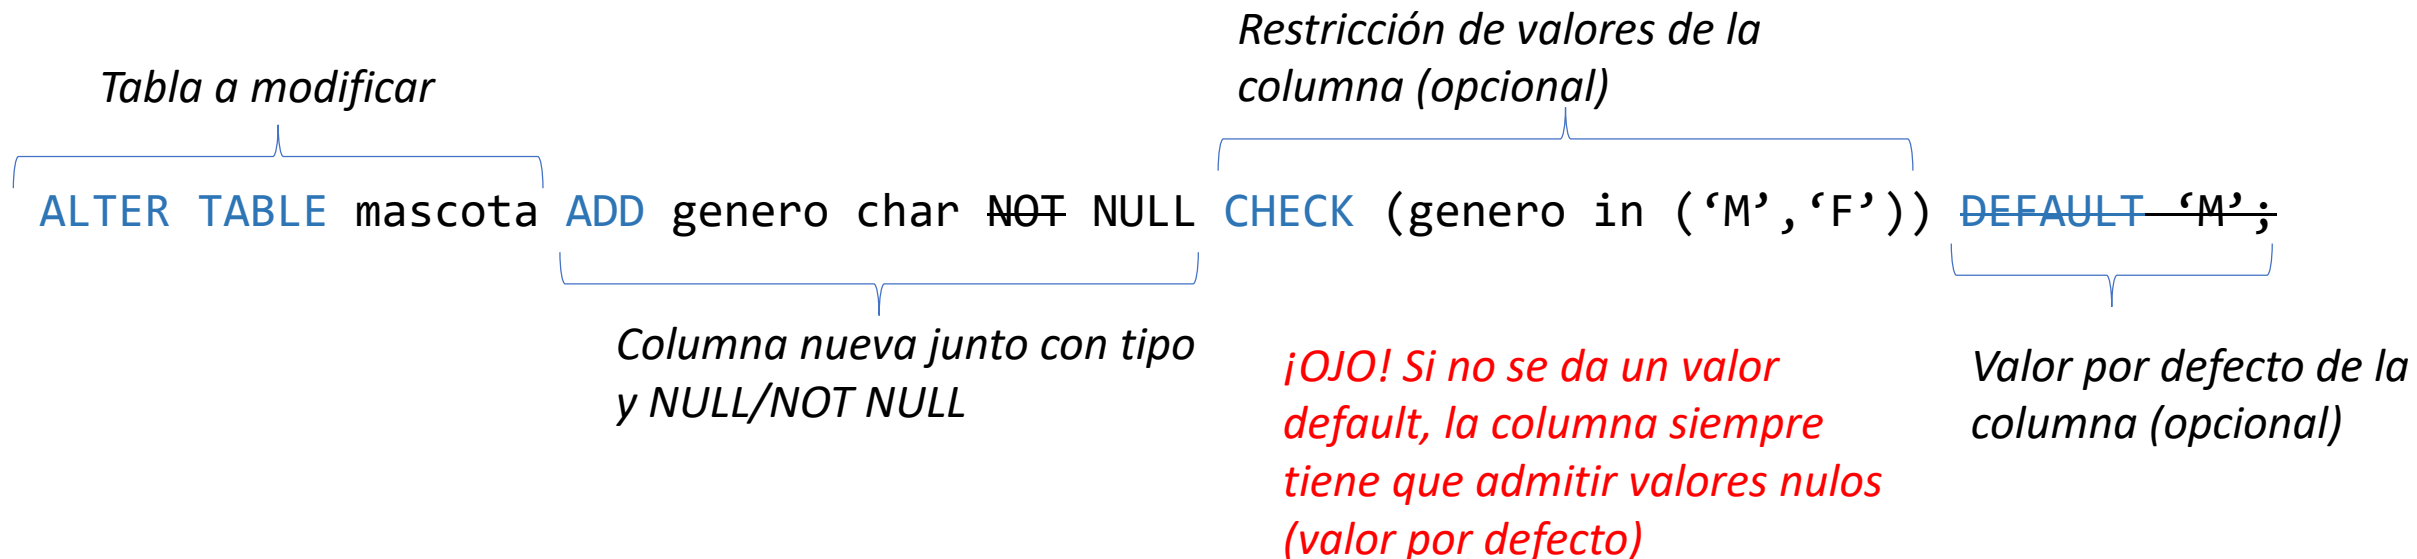 Restricción de valores de la
columna (opcional)
Tabla a modificar
ALTER TABLE mascota ADD genero char NOT NULL CHECK (genero in (‘M’,‘F’)) DEFAULT ‘M’;
Columna nueva junto con tipo
y NULL/NOT NULL
¡OJO! Si no se da un valor
default, la columna siempre
tiene que admitir valores nulos
(valor por defecto)
Valor por defecto de la
columna (opcional)